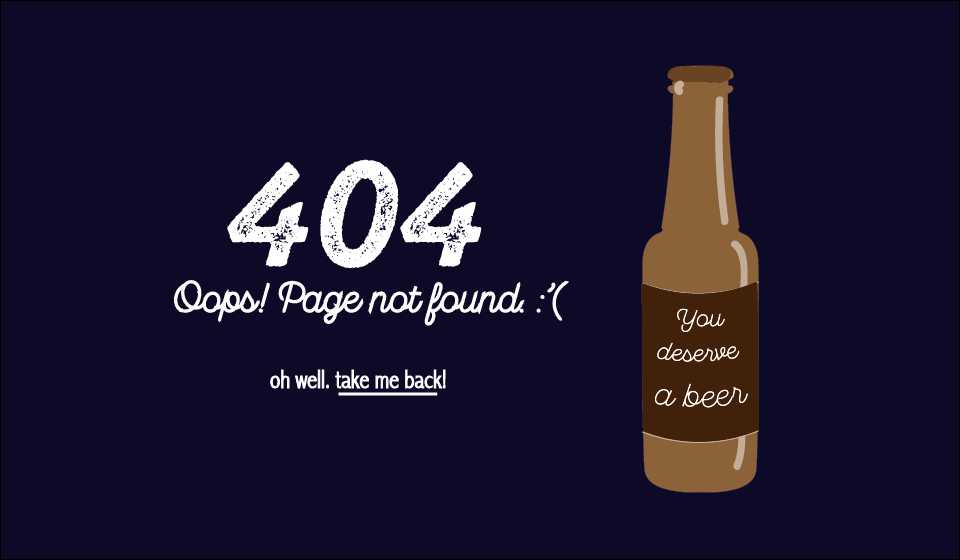 404
Oops! Page not found. :'(
oh well. take me back!
You
deserve
a beer